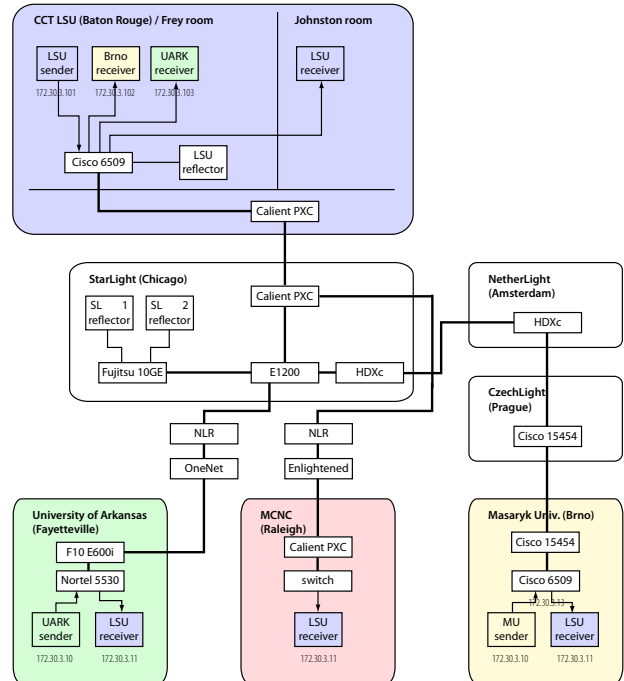 CCT LSU (Baton Rouge) / Frey room
Johnston room
LSU
sender
Brno
receiver
UARK
receiver
LSU
receiver
172.30.3.101
172.30.3.102
172.30.3.103
Cisco 6509
LSU
reflector
Calient PXC
StarLight (Chicago)
NetherLight
(Amsterdam)
Calient PXC
SL 1
reflector
SL 2
reflector
HDXc
Fujitsu 10GE
E1200
HDXc
CzechLight
(Prague)
NLR
NLR
Cisco 15454
OneNet
Enlightened
University of Arkansas
(Fayetteville)
MCNC
(Raleigh)
Masaryk Univ. (Brno)
F10 E600i
Calient PXC
Cisco 15454
Nortel 5530
switch
Cisco 6509
172.30.3.13
UARK
sender
LSU
receiver
LSU
receiver
MU
sender
LSU
receiver
172.30.3.10
172.30.3.11
172.30.3.11
172.30.3.10
172.30.3.11